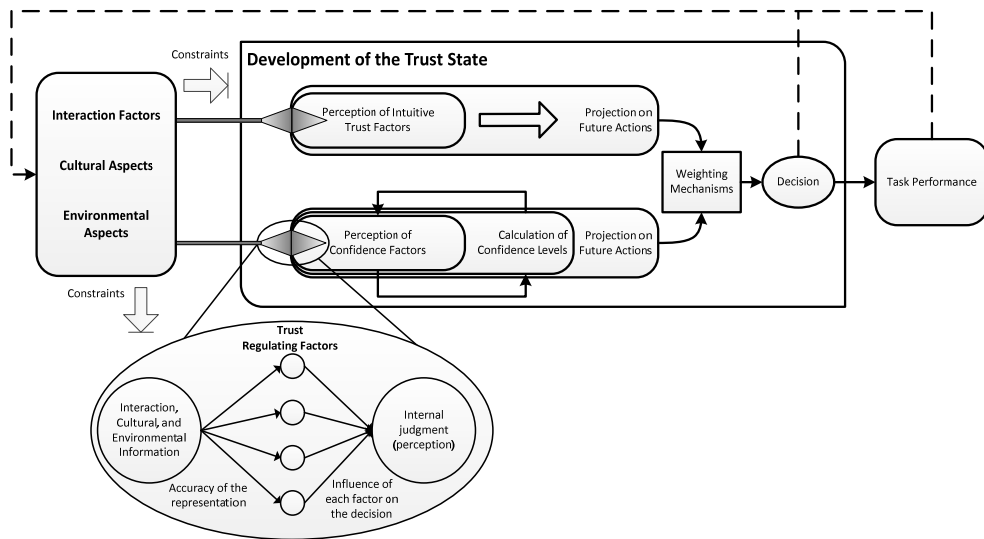 Constraints
Development of the Trust State
Interaction Factors
Cultural Aspects
Environmental
Aspects
Perception of Intuitive
Trust Factors
Projection on
Future Actions
Weighting
Mechanisms
Decision
Task Performance
Perception of
Confidence Factors
Calculation of
Confidence Levels
Projection on
Future Actions
Constraints
Trust
Regulating Factors
Interaction,
Cultural, and
Environmental
Information
Internal
judgment
(perception)
Accuracy of the
representation
Influence of
each factor on
the decision